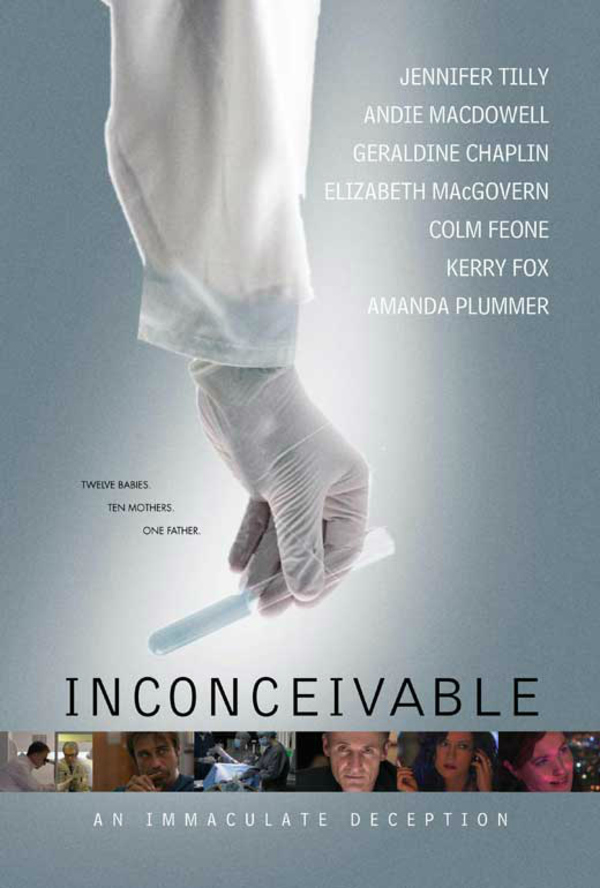 JENNIFER TILLY
ANDIE MACDOWELL
GERALDINE CHAPLIN
ELIZABETH MAcGOVERN
COLM FEONE
KERRY FOX
AMANDA PLUMMER
TWELVE BABIES.
TEN MOTHERS.
ONE FATHER.
INCONCEIVABLE
AN IMMACULATE DECEPTION